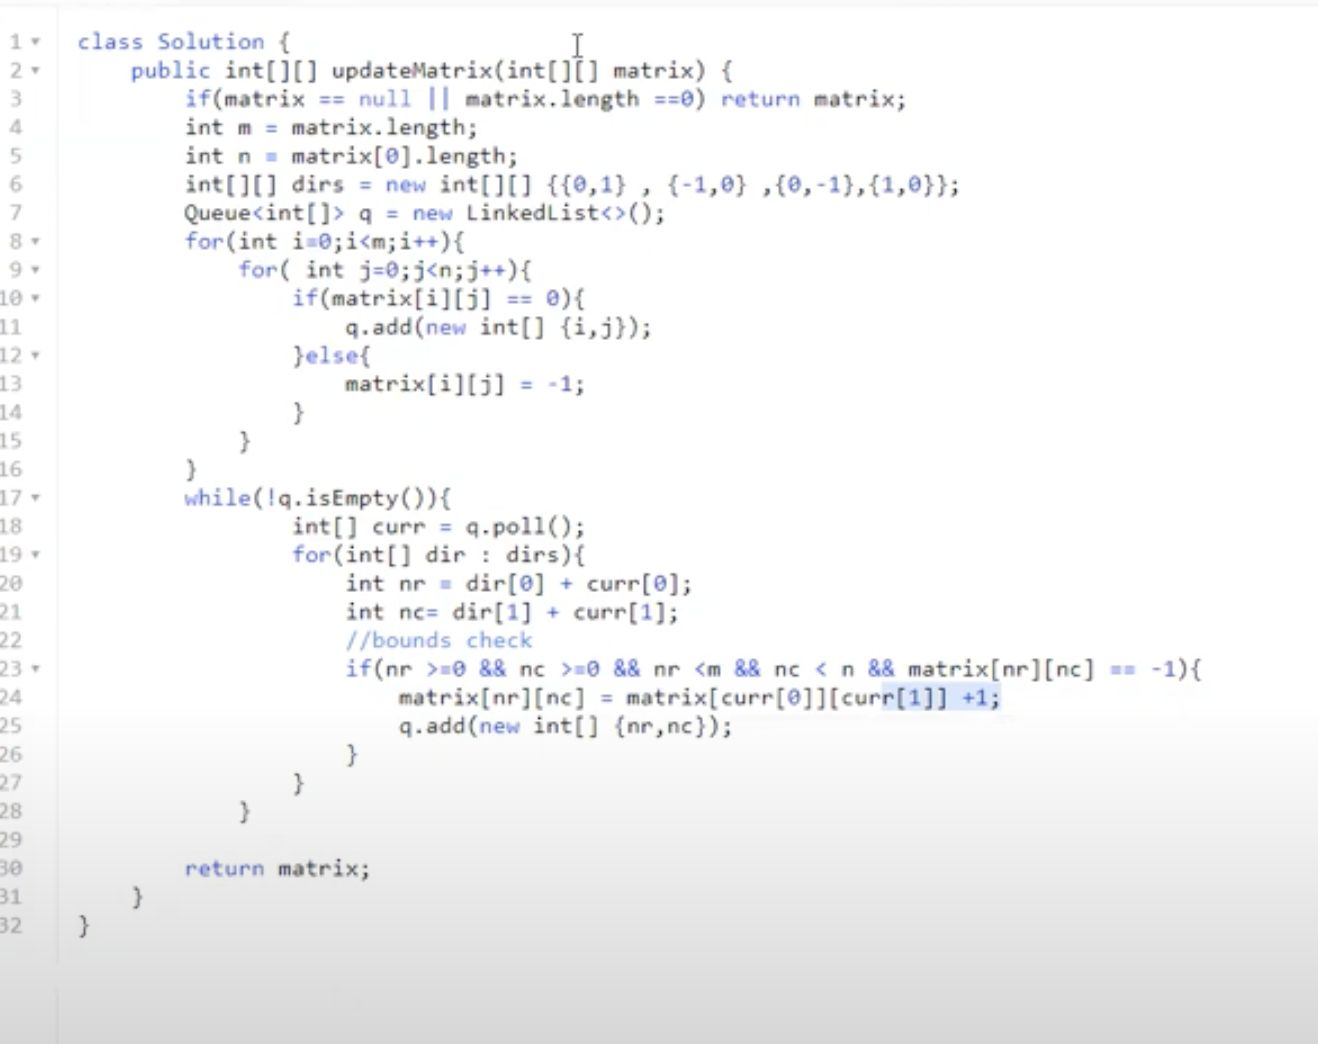 1 class Solution {
2 public int[][] updateMatrix(int[][] matrix) {
3 if(matrix == null || matrix.length ==0) return matrix;
4 int m = matrix.length;
5 int n = matrix[0].length;
6 int[][] dirs = new int[][] {{0,1} , {-1,0} ,{0,-1},{1,0}};
7 Queue<int[]> q = new LinkedList<>();
8 for(int i=0;i<m;i++){
9 for( int j=0;j<n;j++){
10 if(matrix[i][j] == 0){
11 q.add(new int[] {i,j});
12 }else{
13 matrix[i][j] = -1;
14 }
15 }
16 }
17 while(!q.isEmpty()){
18 int[] curr = q.poll();
19 for(int[] dir : dirs){
20 int nr = dir[0] + curr[0];
21 int nc= dir[1] + curr[1];
22 //bounds check
23 if(nr >=0 && nc >=0 && nr <m && nc < n && matrix[nr][nc] == -1){
24 matrix[nr][nc] = matrix[curr[0]][curr[1]] +1;
25 q.add(new int[] {nr,nc});
26 }
27 }
28 }
29
30 return matrix;
31 }
32 }